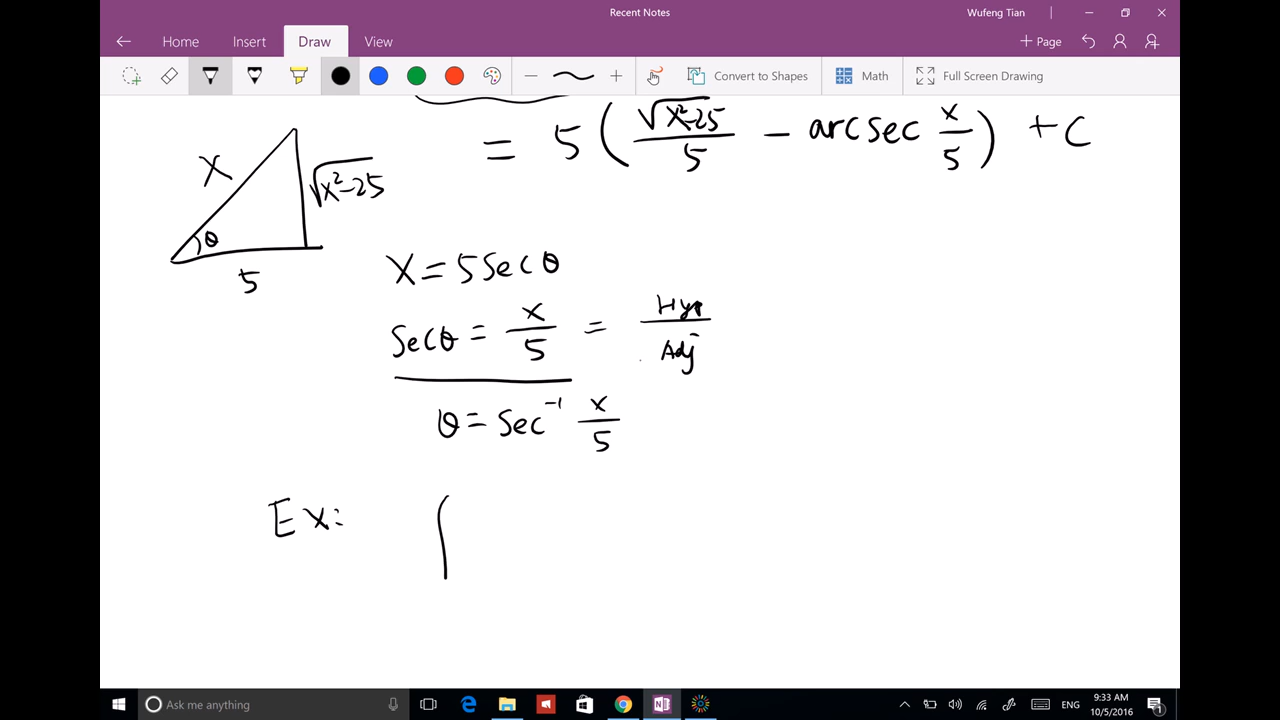 Recent Notes
Wufeng Tian
Home Insert Draw View
+ Page
Convert to Shapes
Math
Full Screen Drawing
= 5 ( √x²-25 / 5 - arcsec x/5 ) + C
x
√x²-25
θ
5
x = 5 sec θ
sec θ = x/5 = Hyp/Adj
θ = sec⁻¹ x/5
Ex:
Ask me anything
ENG
9:33 AM
10/5/2016
1